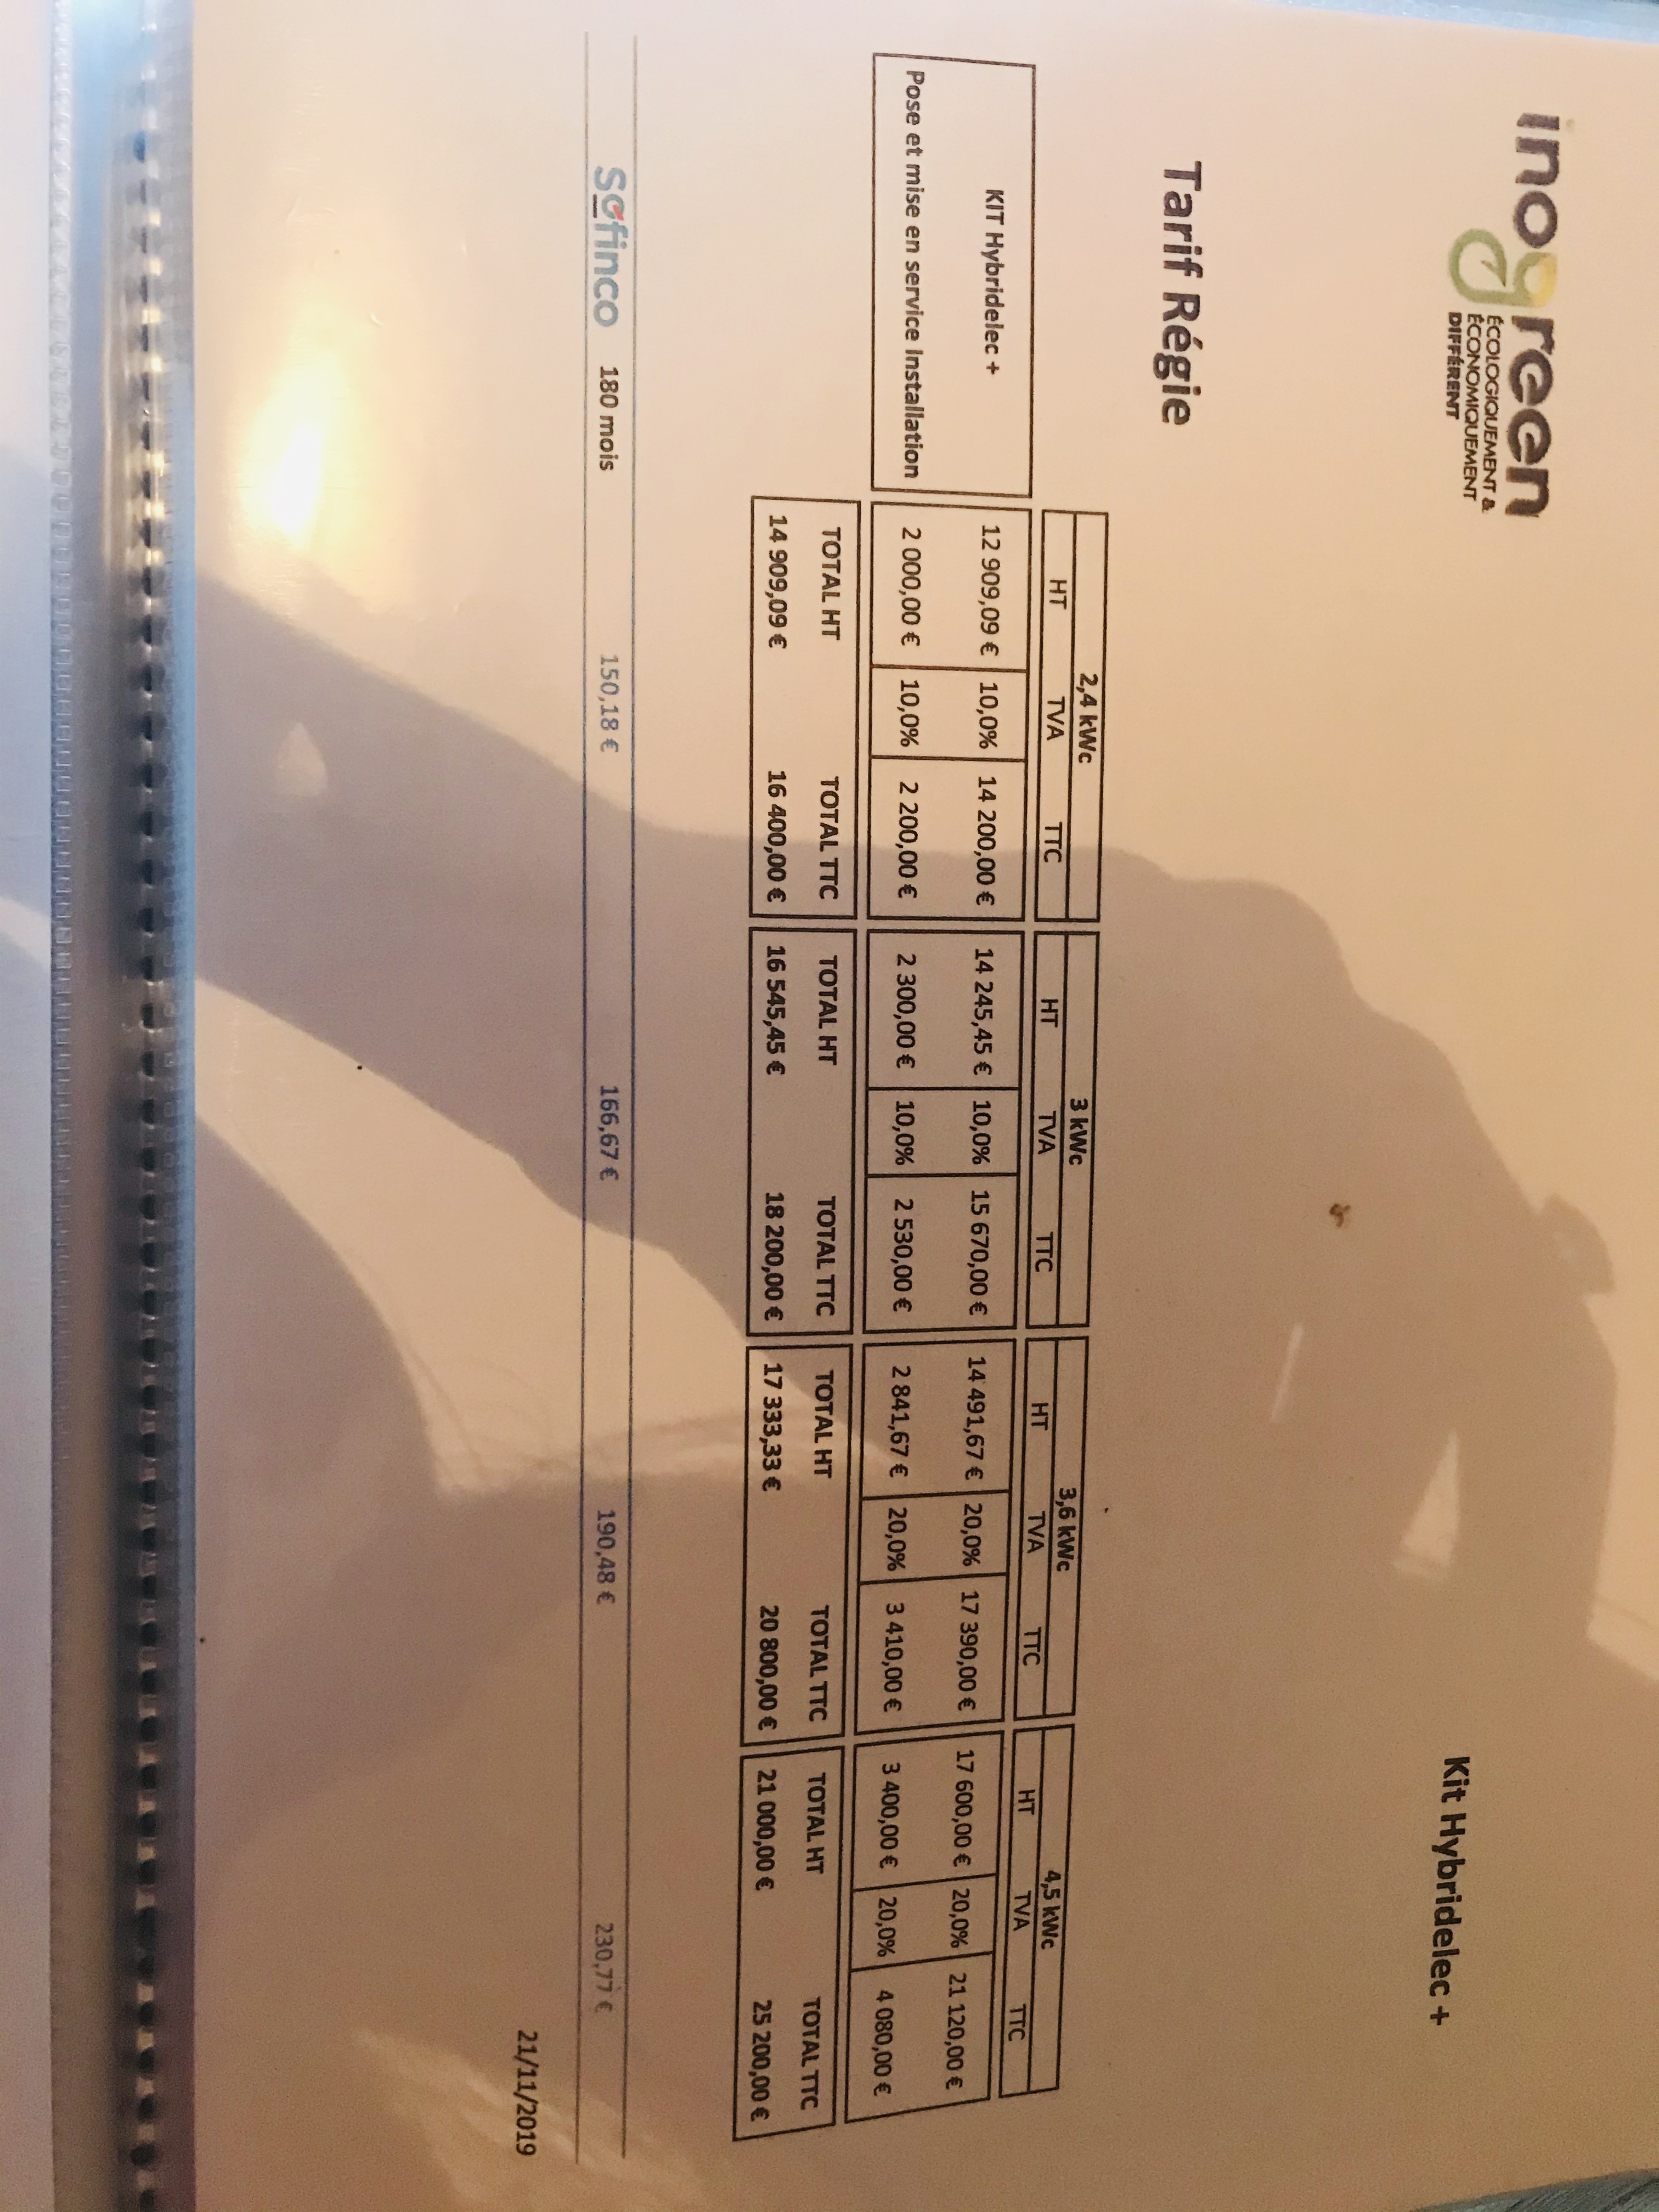 inogreen
ÉCOLOGIQUEMENT &
ÉCONOMIQUEMENT
DIFFÉRENT
Kit Hybridelec +
Tarif Régie
2,4 kWc 3 kWc 3,6 kWc 4,5 kWc
HT TVA TTC HT TVA TTC HT TVA TTC HT TVA TTC
KIT Hybridelec + 12 909,09 € 10,0% 14 200,00 € 14 245,45 € 10,0% 15 670,00 € 14 491,67 € 20,0% 17 390,00 € 17 600,00 € 20,0% 21 120,00 €
Pose et mise en service Installation 2 000,00 € 10,0% 2 200,00 € 2 300,00 € 10,0% 2 530,00 € 2 841,67 € 20,0% 3 410,00 € 3 400,00 € 20,0% 4 080,00 €
TOTAL HT TOTAL TTC TOTAL HT TOTAL TTC TOTAL HT TOTAL TTC TOTAL HT TOTAL TTC
14 909,09 € 16 400,00 € 16 545,45 € 18 200,00 € 17 333,33 € 20 800,00 € 21 000,00 € 25 200,00 €
Sofinco 180 mois 150,18 € 166,67 € 190,48 € 230,77 €
21/11/2019